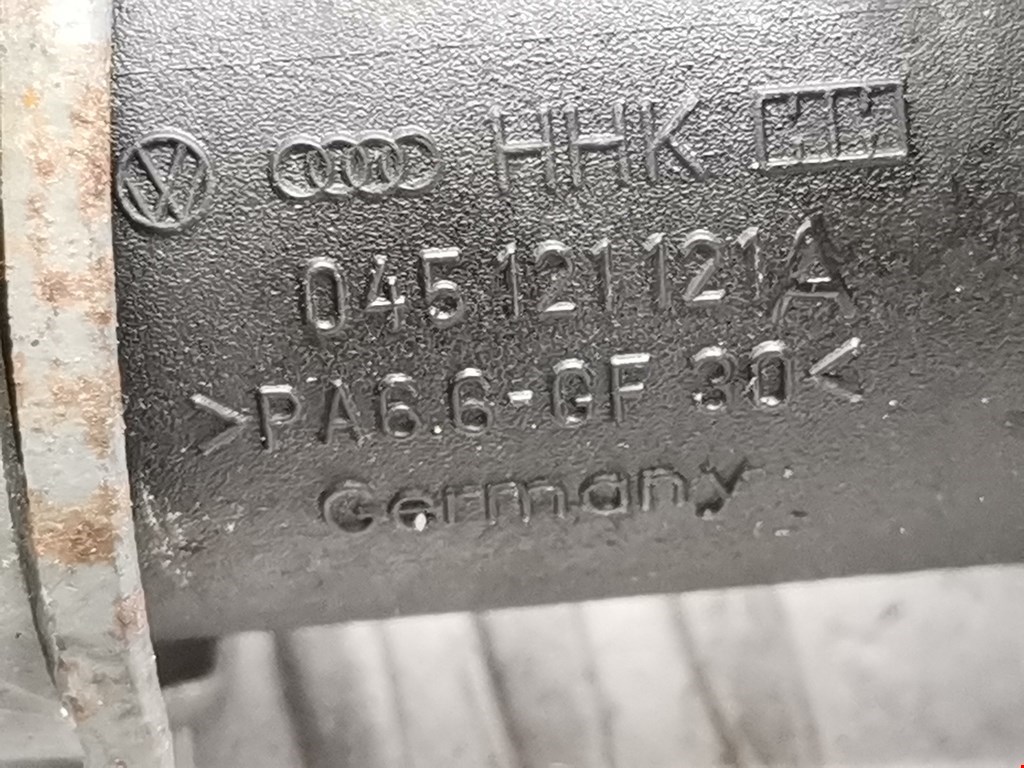 HHK
045 121 121 A
>PA6.6-GF 30<
Germany